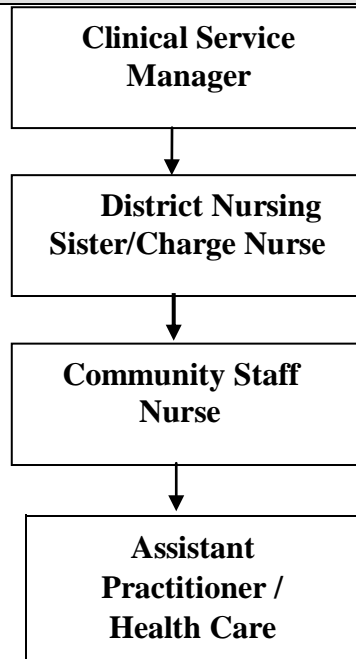 Clinical Service
Manager
District Nursing
Sister/Charge Nurse
Community Staff
Nurse
Assistant
Practitioner /
Health Care